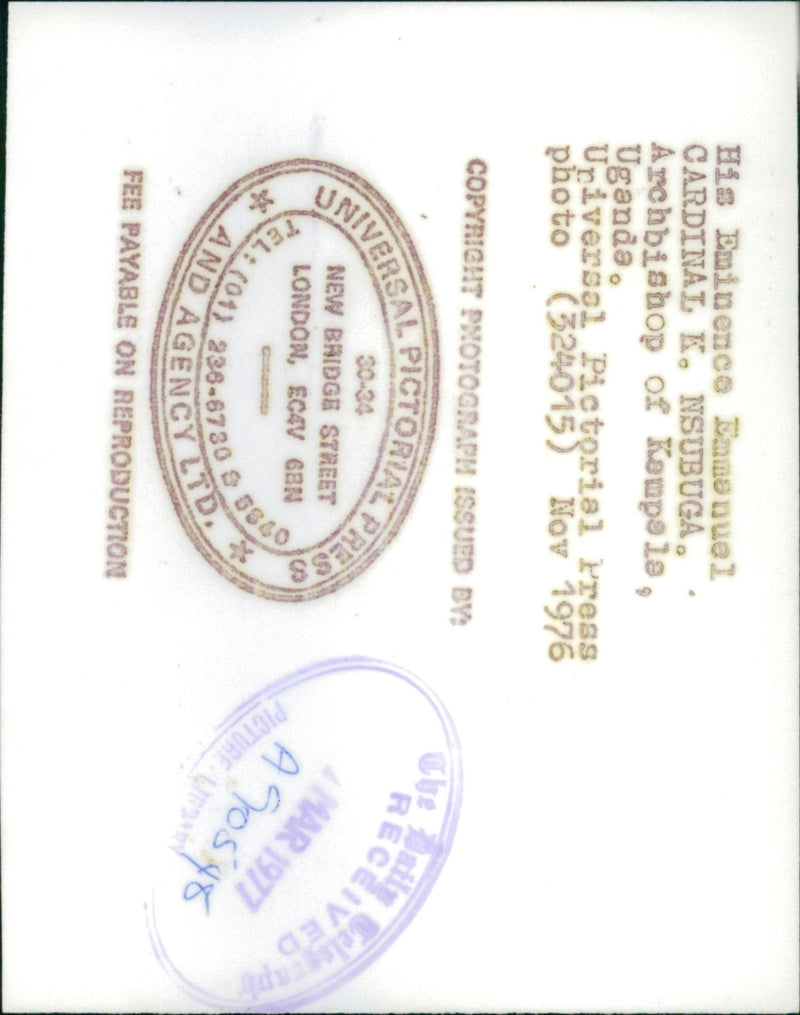 His Eminence Emmanuel
CARDINAL K. NSUBUGA.
Archbishop of Kampala,
Uganda.
Universal Pictorial Press
photo (324015) Nov 1976
COPYRIGHT PHOTOGRAPH ISSUED BY:
UNIVERSAL PICTORIAL PRESS
AND AGENCY LTD.
30-34
NEW BRIDGE STREET
LONDON, EC4V 6BN
TEL: (01) 236-6730 &
FEE PAYABLE ON REPRODUCTION
The Daily Telegraph
RECEIVED
MAR 1977
A90548
PICTURE Library